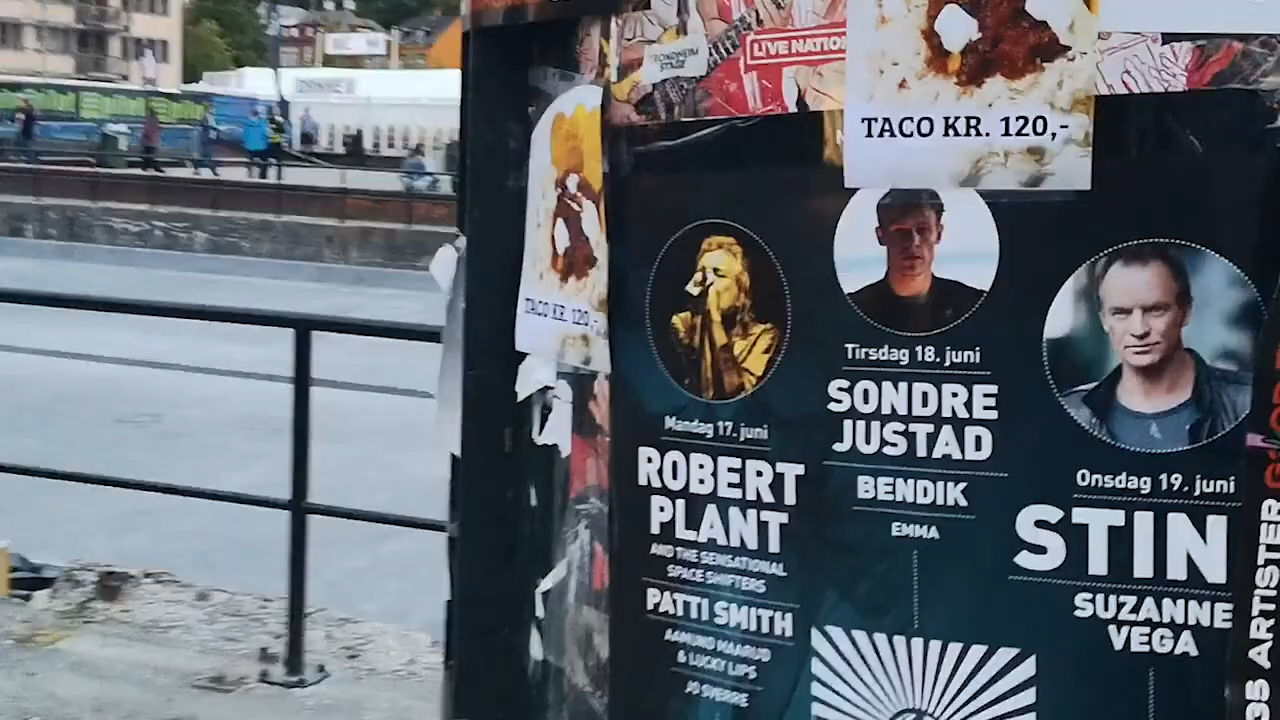 LIVE NATION
TACO KR. 120,-
TACO KR. 120,-
Mandag 17. juni
ROBERT
PLANT
AND THE SENSATIONAL
SPACE SHIFTERS
PATTI SMITH
AAMUND MAARUD
& LUCKY LIPS
JO SVERRE
Tirsdag 18. juni
SONDRE
JUSTAD
BENDIK
EMMA
Onsdag 19. juni
STIN
SUZANNE
VEGA
35 ARTISTER